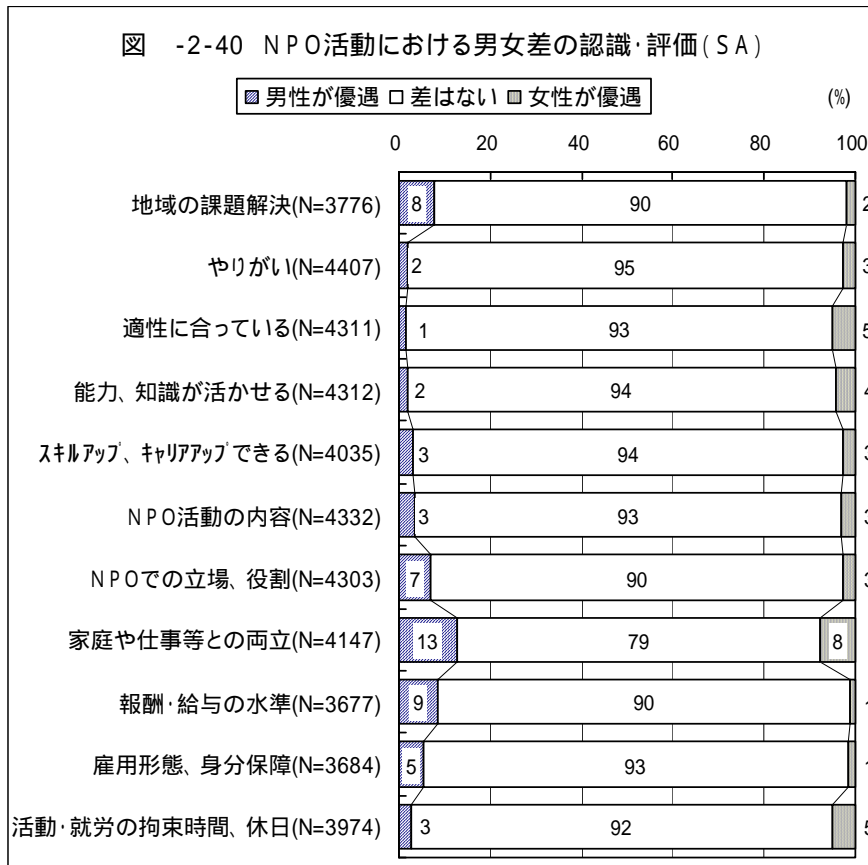 図 -2-40 NPO活動における男女差の認識・評価(SA)
男性が優遇 差はない 女性が優遇 (%)
0 20 40 60 80 100
地域の課題解決(N=3776) 8 90 2
やりがい(N=4407) 2 95 3
適性に合っている(N=4311) 1 93 5
能力、知識が活かせる(N=4312) 2 94 4
スキルアップ、キャリアアップできる(N=4035) 3 94 3
NPO活動の内容(N=4332) 3 93 3
NPOでの立場、役割(N=4303) 7 90 3
家庭や仕事等との両立(N=4147) 13 79 8
報酬・給与の水準(N=3677) 9 90 1
雇用形態、身分保障(N=3684) 5 93 1
活動・就労の拘束時間、休日(N=3974) 3 92 5